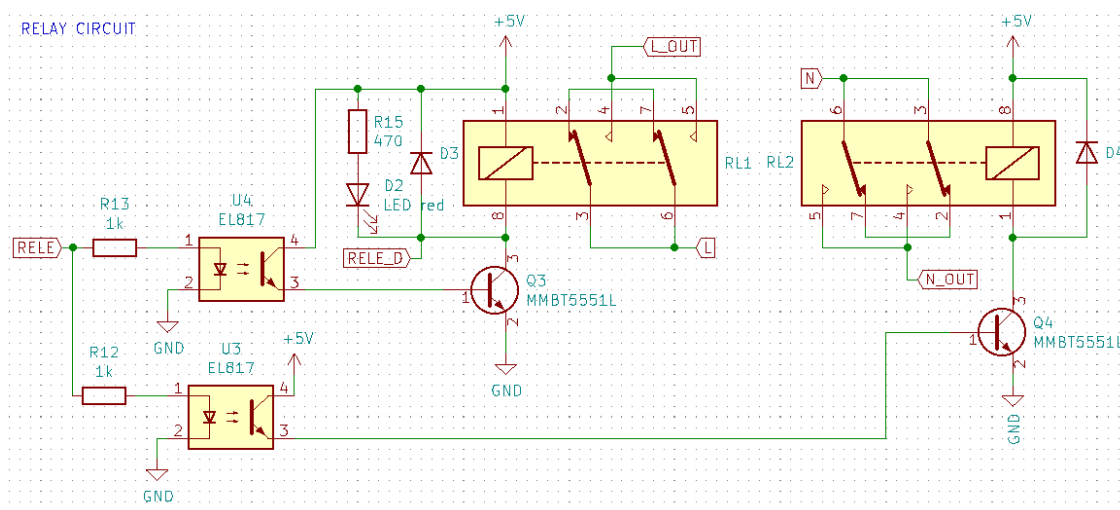 RELAY CIRCUIT
+5V
+5V
L_OUT
N
1
2
4
7
5
6
3
8
R15
470
D3
RL1
RL2
D4
D2
LED red
R13
1k
U4
EL817
8
3
6
5
7
4
2
1
RELE
1
4
RELE_D
L
2
3
3
Q3
N_OUT
1
MMBT5551L
GND
2
3
Q4
+5V
1
MMBT5551L
R12
1k
U3
EL817
2
GND
1
4
GND
2
3
GND